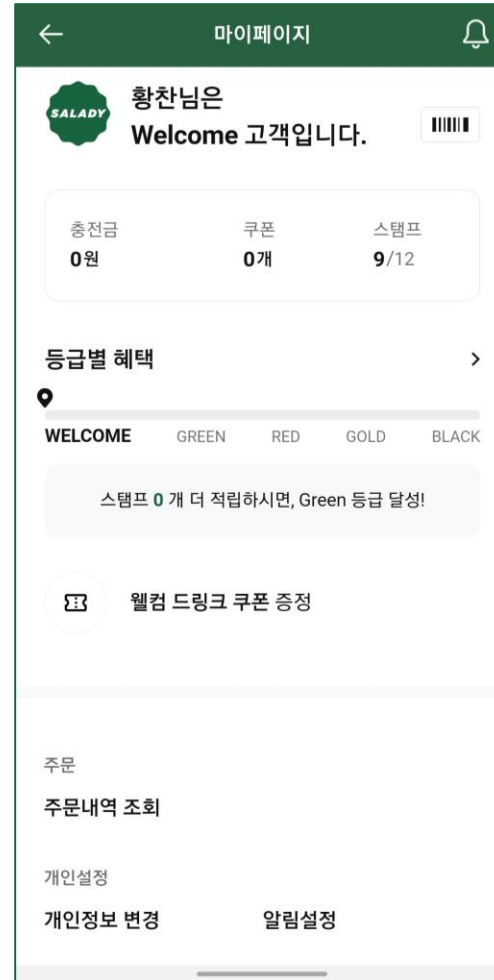 마이페이지
SALADY
황찬님은
Welcome 고객입니다.
충전금 쿠폰 스탬프
0원 0개 9/12
등급별 혜택
WELCOME GREEN RED GOLD BLACK
스탬프 0 개 더 적립하시면, Green 등급 달성!
웰컴 드링크 쿠폰 증정
주문
주문내역 조회
개인설정
개인정보 변경 알림설정